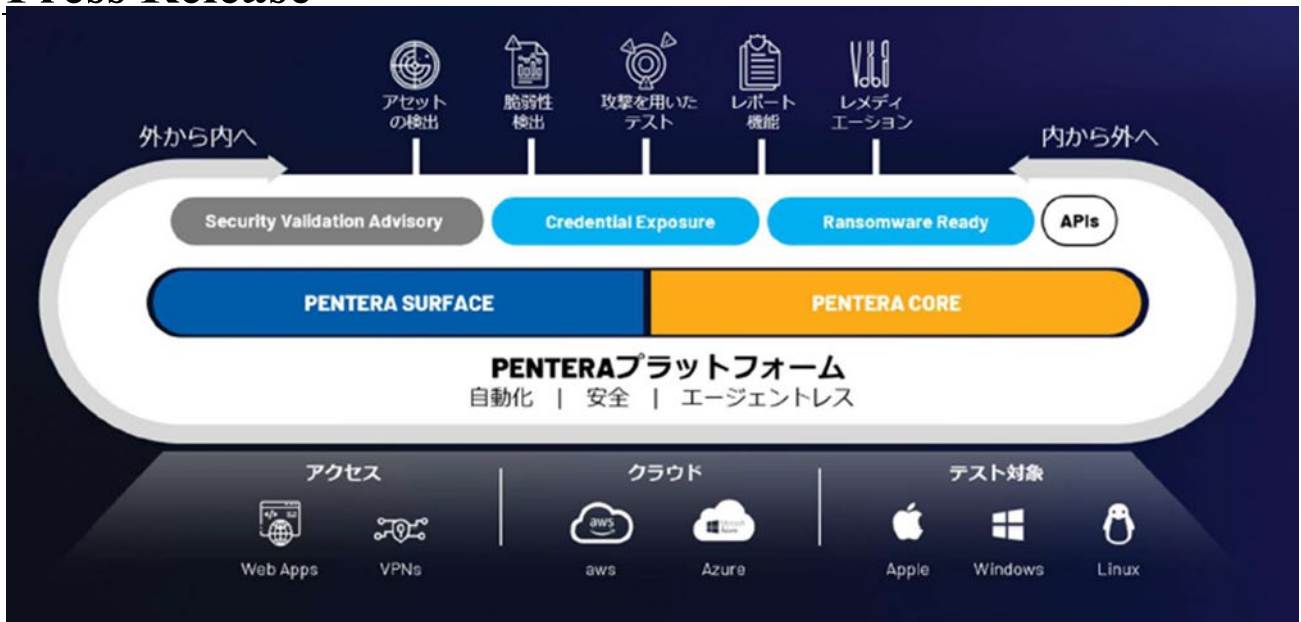 Press Release
アセット
の検出
脆弱性
検出
攻撃を用いた
テスト
レポート
機能
レメディ
エーション
外から内へ
内から外へ
Security Validation Advisory
Credential Exposure
Ransomware Ready
APIs
PENTERA SURFACE
PENTERA CORE
PENTERAプラットフォーム
自動化 | 安全 | エージェントレス
アクセス
クラウド
テスト対象
aws
Microsoft
Azure
Web Apps
VPNs
aws
Azure
Apple
Windows
Linux